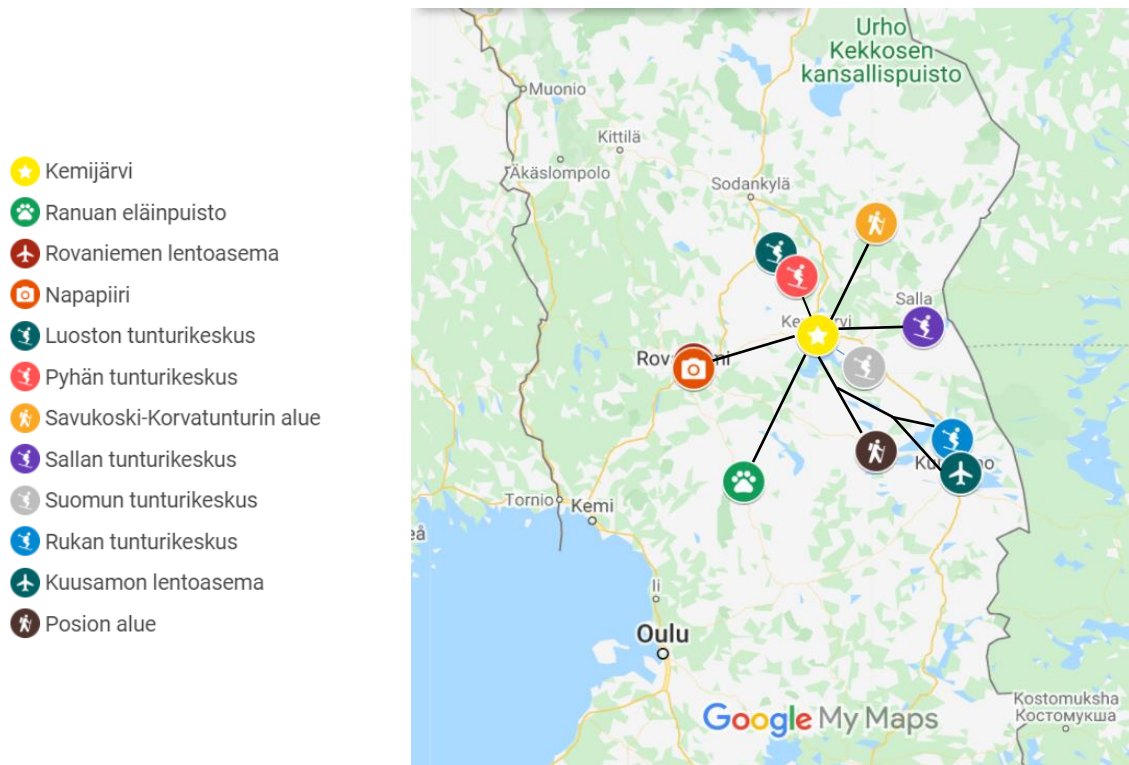 Kemijärvi
Ranuan eläinpuisto
Rovaniemen lentoasema
Napapiiri
Luoston tunturikeskus
Pyhän tunturikeskus
Savukoski-Korvatunturin alue
Sallan tunturikeskus
Suomun tunturikeskus
Rukan tunturikeskus
Kuusamon lentoasema
Posion alue
Urho
Kekkosen
kansallispuisto
Muonio
Kittilä
Äkäslompolo
Sodankylä
Salla
Tornio
Kemi
Ii
Oulu
Kostomuksha
Костомукша
Google My Maps